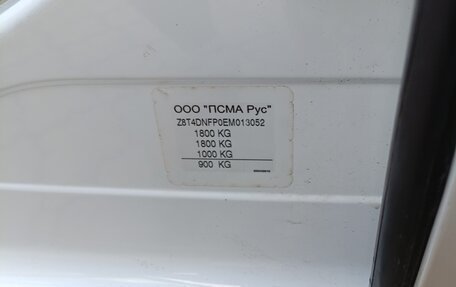 ООО "ПСМА Рус"
Z8T4DNFP0EM013052
1800 KG
1800 KG
1000 KG
900 KG